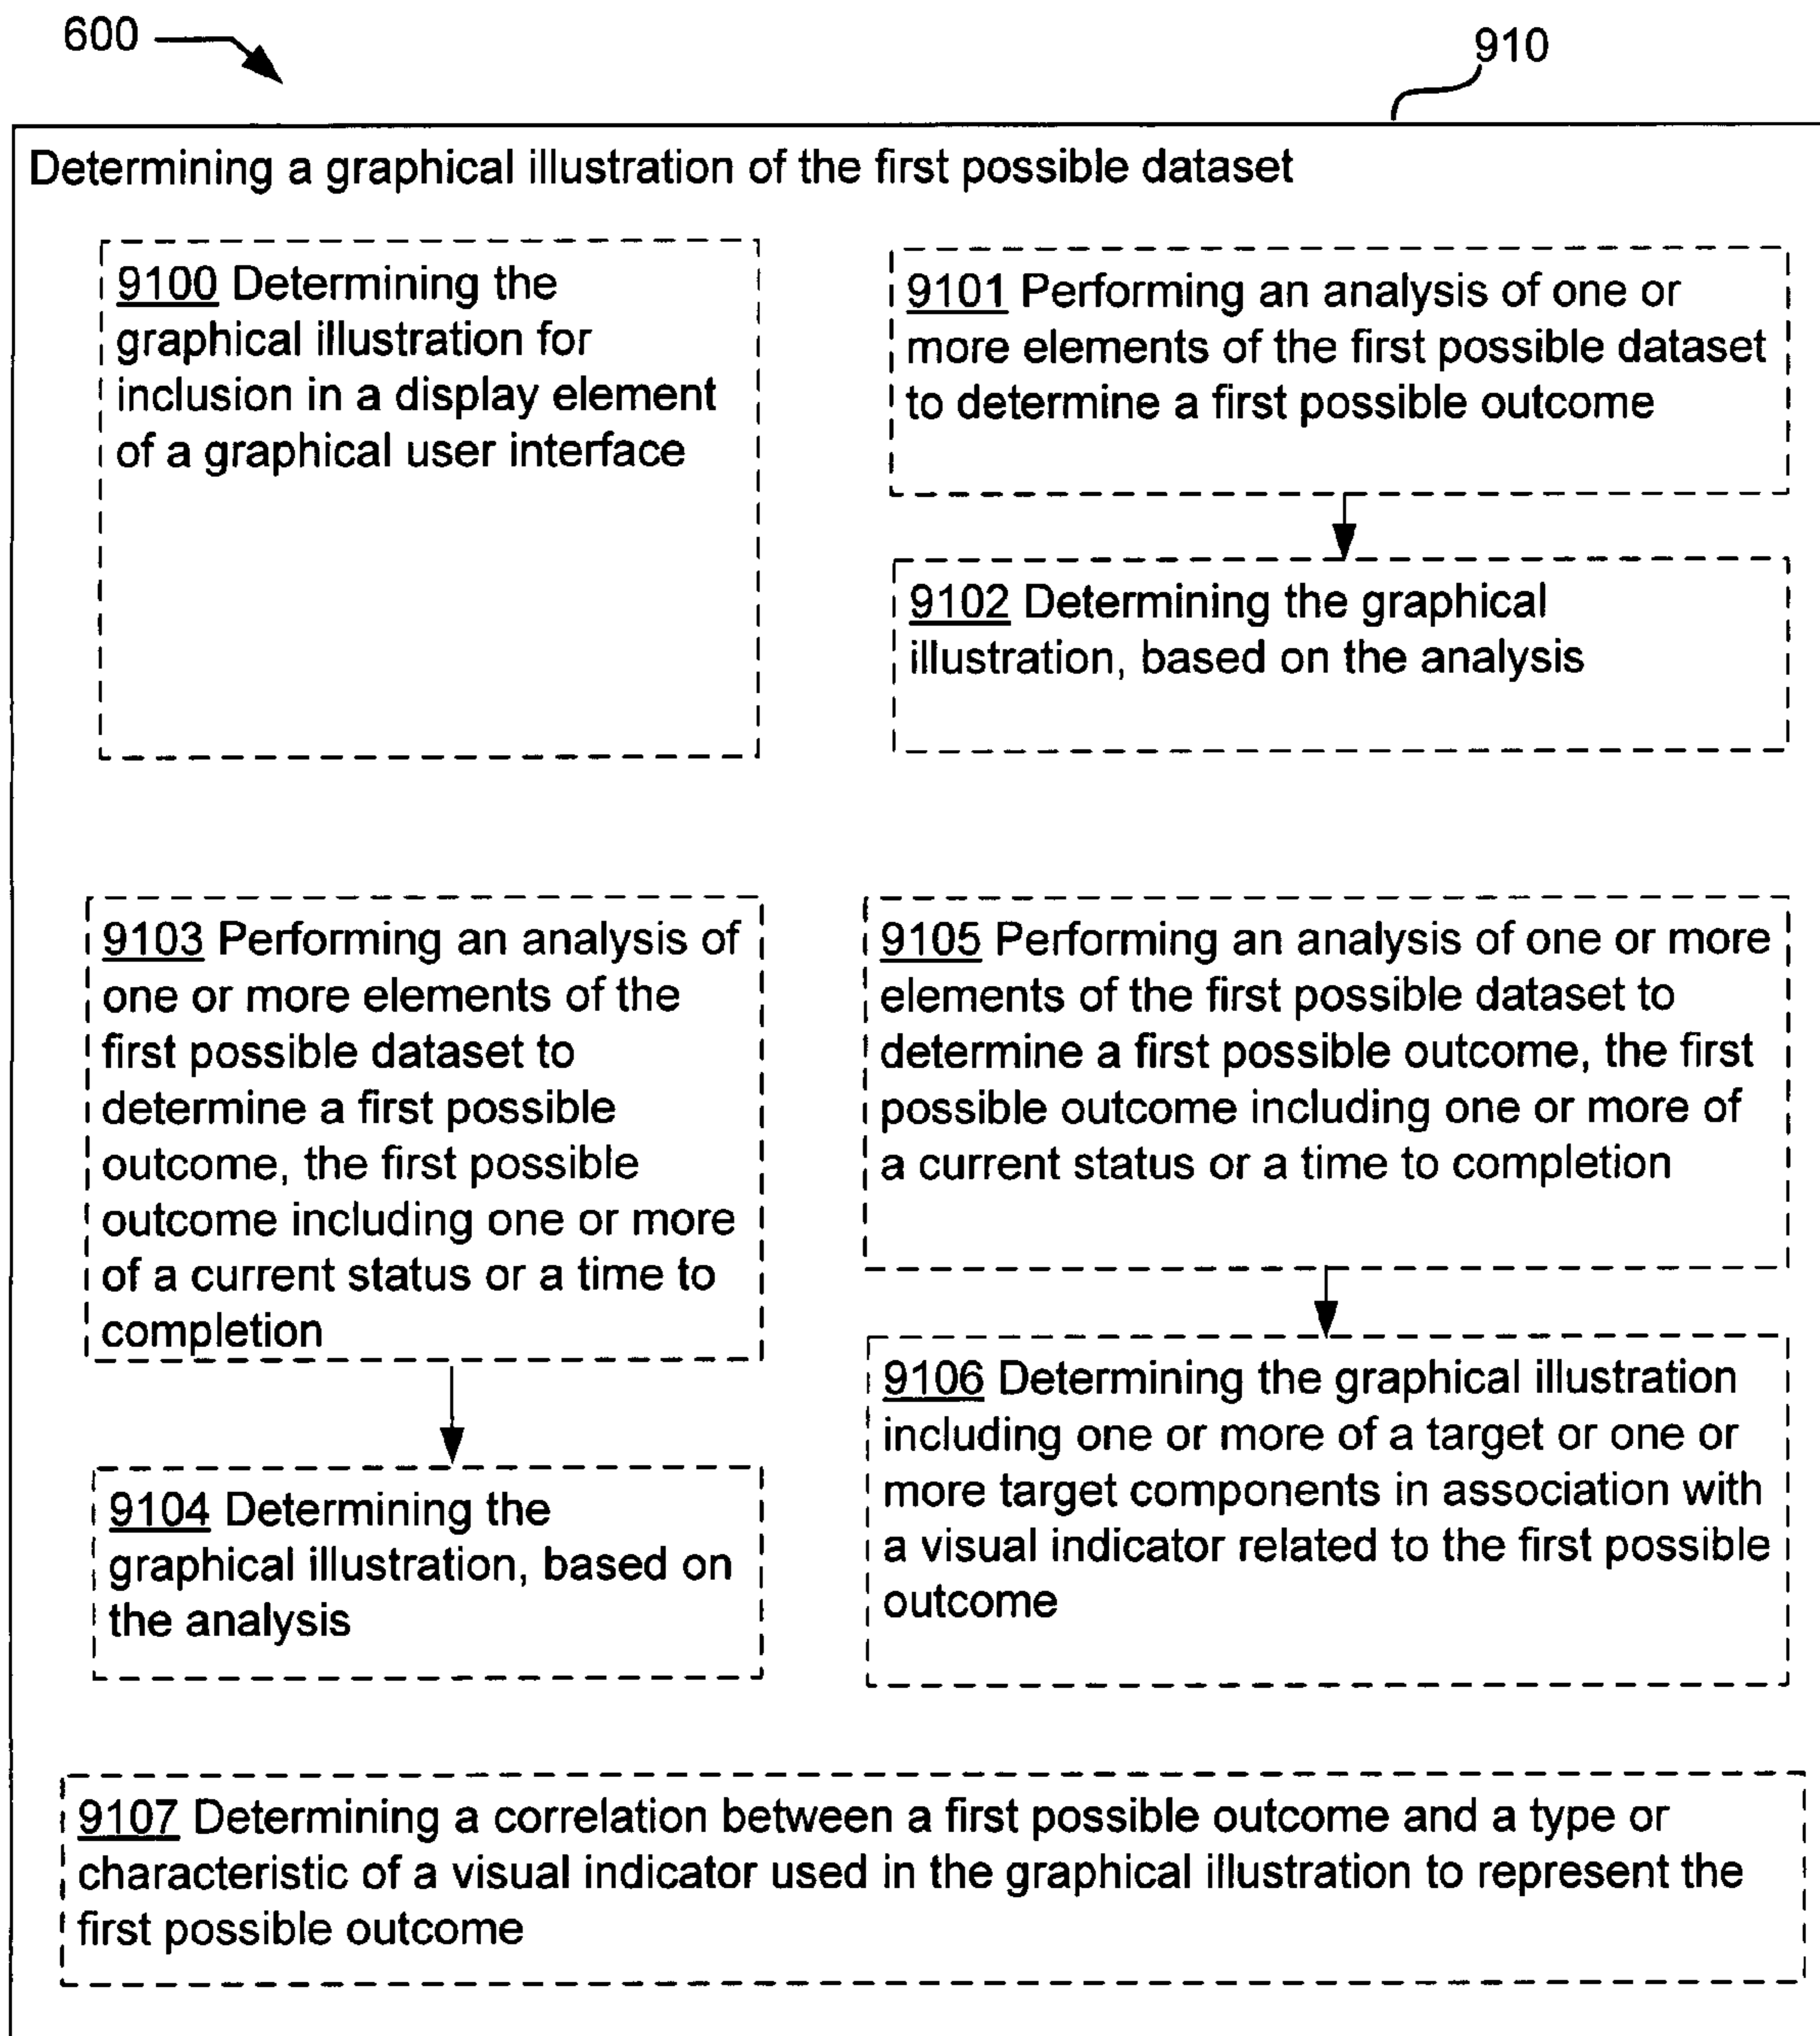 600
910
Determining a graphical illustration of the first possible dataset
9100 Determining the
graphical illustration for
inclusion in a display element
of a graphical user interface
9101 Performing an analysis of one or
more elements of the first possible dataset
to determine a first possible outcome
9102 Determining the graphical
illustration, based on the analysis
9103 Performing an analysis of
one or more elements of the
first possible dataset to
determine a first possible
outcome, the first possible
outcome including one or more
of a current status or a time to
completion
9104 Determining the
graphical illustration, based on
the analysis
9105 Performing an analysis of one or more
elements of the first possible dataset to
determine a first possible outcome, the first
possible outcome including one or more of
a current status or a time to completion
9106 Determining the graphical illustration
including one or more of a target or one or
more target components in association with
a visual indicator related to the first possible
outcome
9107 Determining a correlation between a first possible outcome and a type or
characteristic of a visual indicator used in the graphical illustration to represent the
first possible outcome